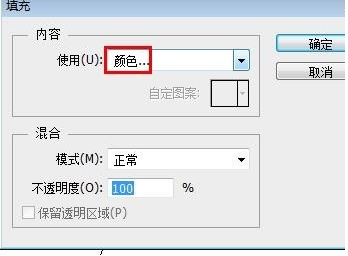 填充
内容
使用(U): 颜色...
自定图案:
确定
取消
混合
模式(M): 正常
不透明度(O): 100 %
保留透明区域(P)